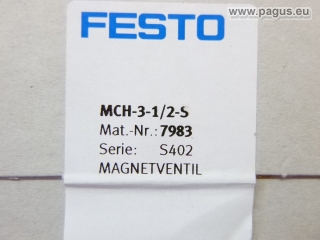 www.pagus.eu
FESTO
MCH-3-1/2-S
Mat.-Nr.: 7983
Serie: S402
MAGNETVENTIL